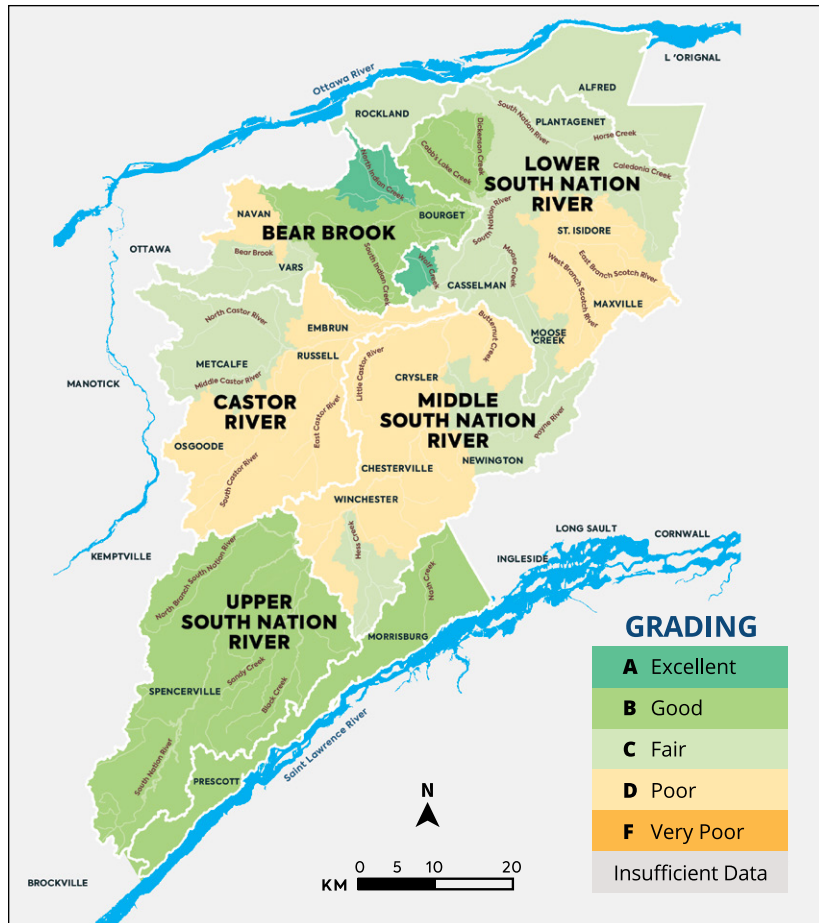 L 'ORIGNAL
Ottawa River
ALFRED
ROCKLAND
South Nation River
PLANTAGENET
Horse Creek
Dickenson Creek
Cobb's Lake Creek
North Indian Creek
LOWER
SOUTH NATION
RIVER
Caledonia Creek
NAVAN
BOURGET
BEAR BROOK
South Nation River
ST. ISIDORE
OTTAWA
Bear Brook
VARS
South Indian Creek
Wolf Creek
Moose Creek
CASSELMAN
East Branch Scotch River
West Branch Scotch River
MAXVILLE
North Castor River
EMBRUN
RUSSELL
Butternut Creek
MOOSE
CREEK
METCALFE
Middle Castor River
MANOTICK
Little Castor River
CRYSLER
CASTOR
RIVER
East Castor River
MIDDLE
SOUTH NATION
RIVER
Payne River
OSGOODE
South Castor River
CHESTERVILLE
NEWINGTON
WINCHESTER
Hess Creek
KEMPTVILLE
North Branch South Nation River
LONG SAULT
CORNWALL
INGLESIDE
Nash Creek
UPPER
SOUTH NATION
RIVER
MORRISBURG
Sandy Creek
SPENCERVILLE
Black Creek
South Nation River
PRESCOTT
Saint Lawrence River
BROCKVILLE
N
0 5 10 20
KM
GRADING
A Excellent
B Good
C Fair
D Poor
F Very Poor
Insufficient Data